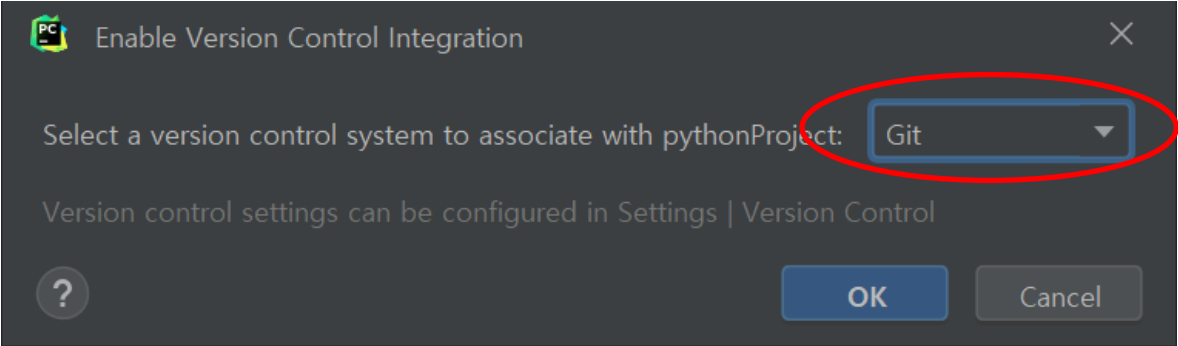 PC Enable Version Control Integration
Select a version control system to associate with pythonProject: Git
Version control settings can be configured in Settings | Version Control
? OK Cancel